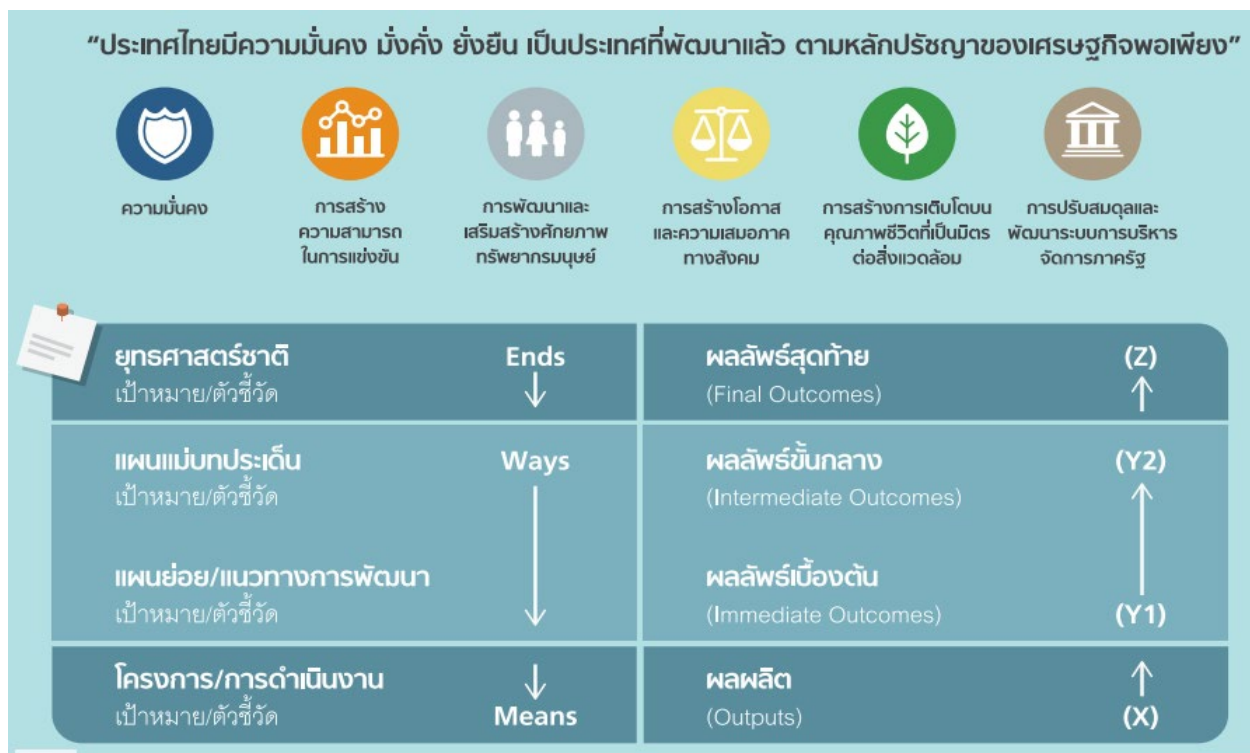 “ประเทศไทยมีความมั่นคง มั่งคั่ง ยั่งยืน เป็นประเทศที่พัฒนาแล้ว ตามหลักปรัชญาของเศรษฐกิจพอเพียง”
ความมั่นคง
การสร้าง
ความสามารถ
ในการแข่งขัน
การพัฒนาและ
เสริมสร้างศักยภาพ
ทรัพยากรมนุษย์
การสร้างโอกาส
และความเสมอภาค
ทางสังคม
การสร้างการเติบโตบน
คุณภาพชีวิตที่เป็นมิตร
ต่อสิ่งแวดล้อม
การปรับสมดุลและ
พัฒนาระบบการบริหาร
จัดการภาครัฐ
ยุทธศาสตร์ชาติ Ends
เป้าหมาย/ตัวชี้วัด
ผลลัพธ์สุดท้าย (Z)
(Final Outcomes)
แผนแม่บทประเด็น Ways
เป้าหมาย/ตัวชี้วัด
ผลลัพธ์ขั้นกลาง (Y2)
(Intermediate Outcomes)
แผนย่อย/แนวทางการพัฒนา
เป้าหมาย/ตัวชี้วัด
ผลลัพธ์เบื้องต้น
(Immediate Outcomes) (Y1)
โครงการ/การดำเนินงาน
เป้าหมาย/ตัวชี้วัด Means
ผลผลิต
(Outputs) (X)